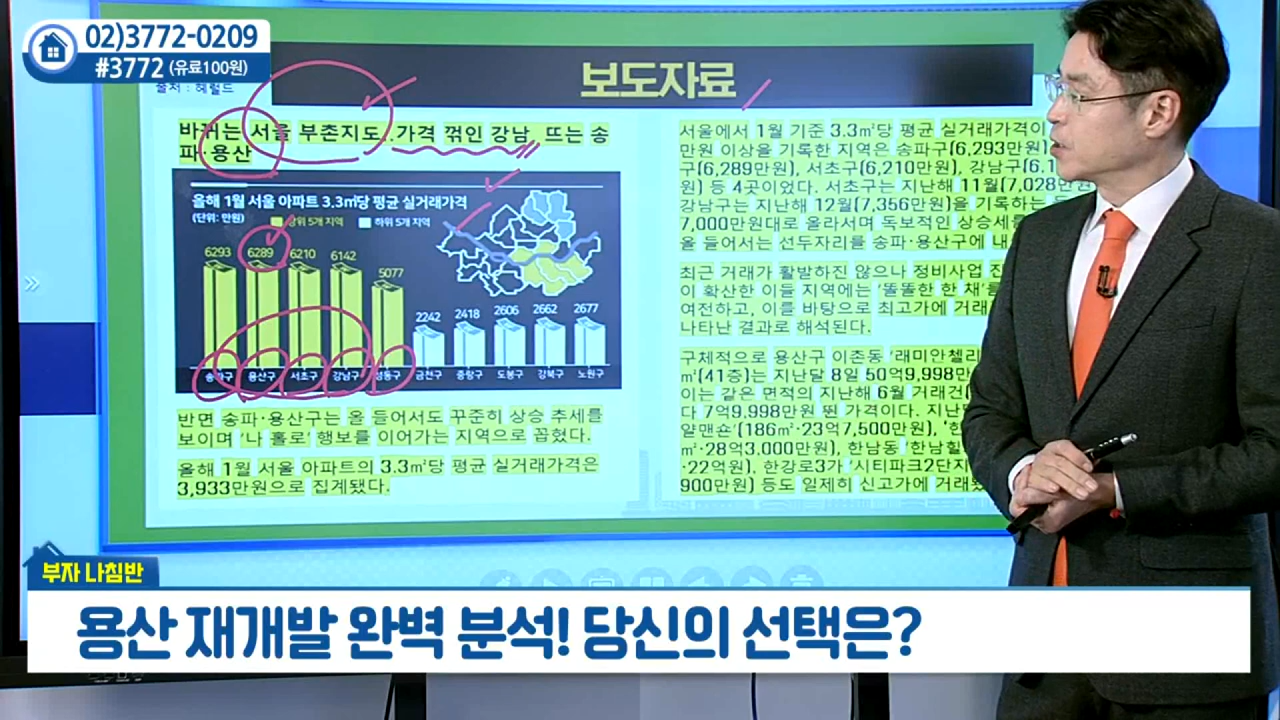 02)3772-0209
#3772 (유료100원)
출처 : 헤럴드
보도자료
바뀌는 서울 부촌지도, 가격 꺾인 강남, 뜨는 송
파·용산
올해 1월 서울 아파트 3.3㎡당 평균 실거래가격
(단위: 만원)
상위 5개 지역
하위 5개 지역
6293 6289 6210 6142 5077 2242 2418 2606 2662 2677
송파구 용산구 서초구 강남구 성동구 금천구 중랑구 도봉구 강북구 노원구
반면 송파·용산구는 올 들어서도 꾸준히 상승 추세를
보이며 '나 홀로' 행보를 이어가는 지역으로 꼽혔다.
올해 1월 서울 아파트의 3.3㎡당 평균 실거래가격은
3,933만원으로 집계됐다.
서울에서 1월 기준 3.3㎡당 평균 실거래가격이
만원 이상을 기록한 지역은 송파구(6,293만원)
구(6,289만원), 서초구(6,210만원), 강남구(6,1
원) 등 4곳이었다. 서초구는 지난해 11월(7,028만원
강남구는 지난해 12월(7,356만원)을 기록하는 등
7,000만원대로 올라서며 독보적인 상승세를
올 들어서는 선두자리를 송파·용산구에 내
최근 거래가 활발하진 않으나 정비사업 진
이 확산한 이들 지역에는 '똘똘한 한 채'를
여전하고, 이를 바탕으로 최고가에 거래
나타난 결과로 해석된다.
구체적으로 용산구 이촌동 '래미안첼리
㎡(41층)는 지난달 8일 50억9,998만
이는 같은 면적의 지난해 6월 거래건(
다 7억9,998만원 뛴 가격이다. 지난달
얄맨숀'(186㎡·23억7,500만원), '한
㎡·28억3,000만원), 한남동 '한남힐
·22억원), 한강로3가 '시티파크2단지
900만원) 등도 일제히 신고가에 거래됐
부자 나침반
용산 재개발 완벽 분석! 당신의 선택은?